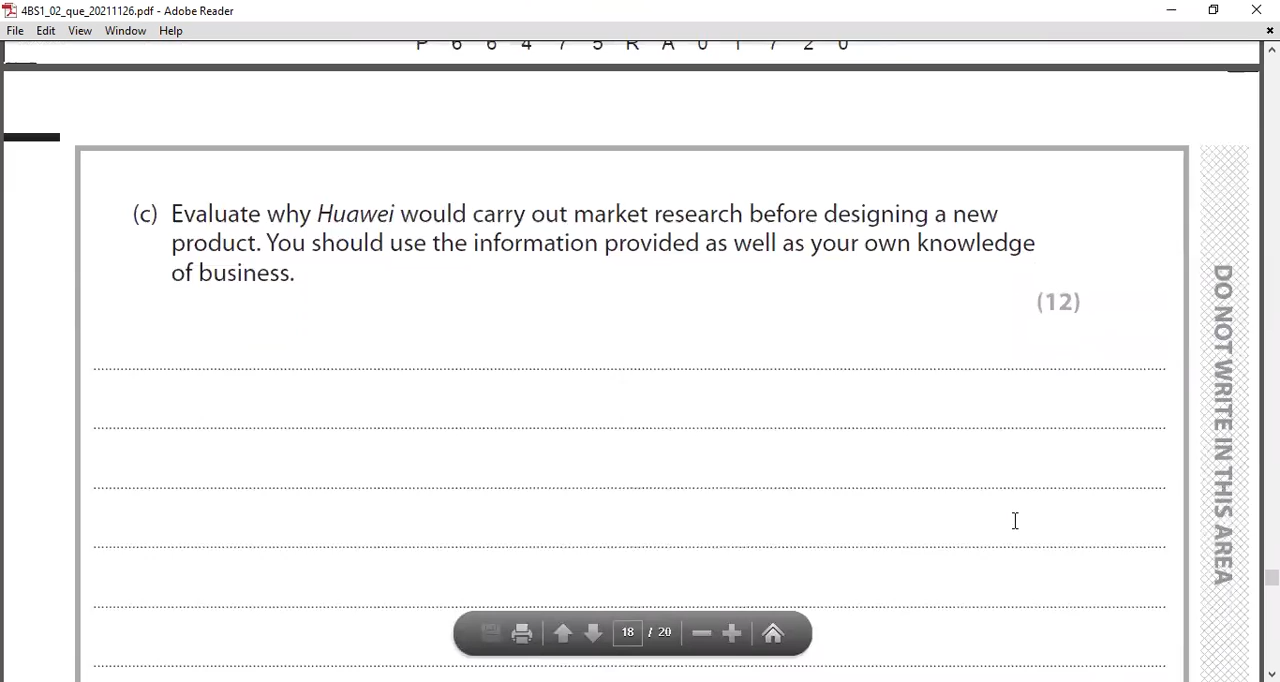 4BS1_02_que_20211126.pdf - Adobe Reader
File Edit View Window Help
P 6 6 4 7 5 R A 0 1 7 2 0
(c) Evaluate why Huawei would carry out market research before designing a new
product. You should use the information provided as well as your own knowledge
of business.
(12)
DO NOT WRITE IN THIS AREA
18 / 20